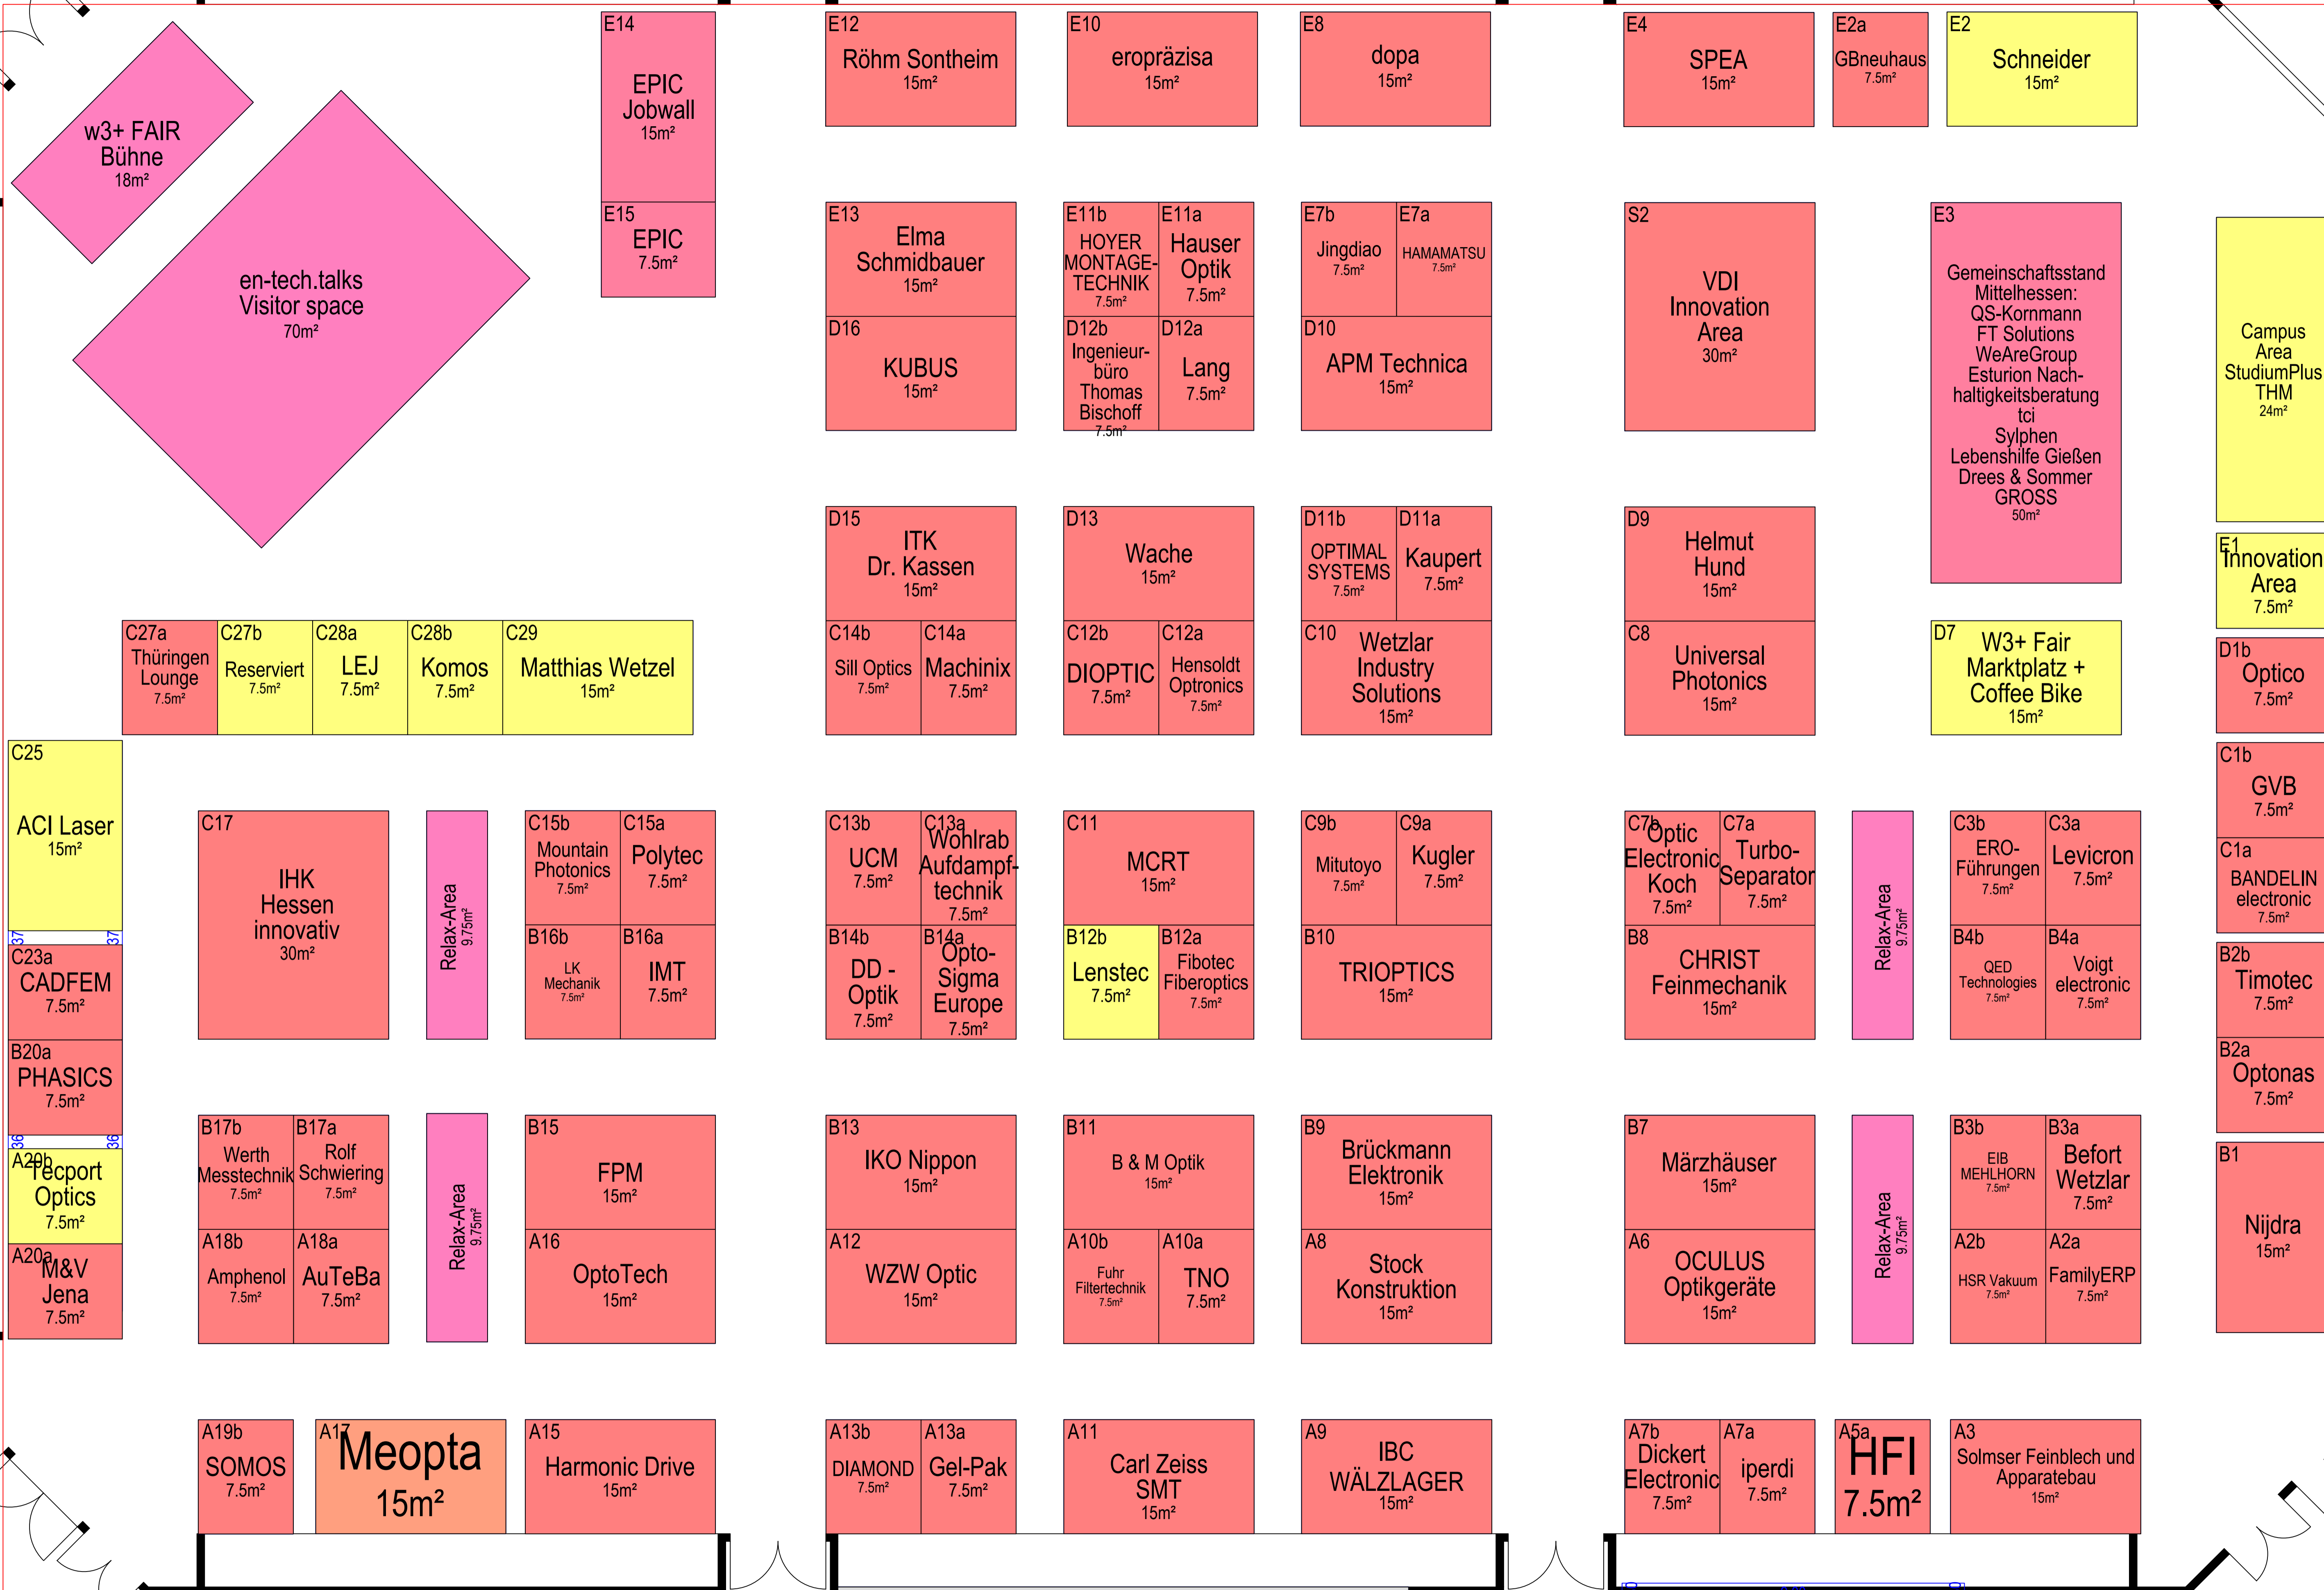 E14
EPIC
Jobwall
15m²
E12
Röhm Sontheim
15m²
E10
eropräzisa
15m²
E8
dopa
15m²
E4
SPEA
15m²
E2a
GBneuhaus
7.5m²
E2
Schneider
15m²
w3+ FAIR
Bühne
18m²
en-tech.talks
Visitor space
70m²
E15
EPIC
7.5m²
E13
Elma
Schmidbauer
15m²
E11b
HOYER
MONTAGE-
TECHNIK
7.5m²
E11a
Hauser
Optik
7.5m²
E7b
Jingdiao
7.5m²
E7a
HAMAMATSU
7.5m²
S2
VDI
Innovation
Area
30m²
E3
Gemeinschaftsstand
Mittelhessen:
QS-Kornmann
FT Solutions
WeAreGroup
Esturion Nach-
haltigkeitsberatung
tci
Sylphen
Lebenshilfe Gießen
Drees & Sommer
GROSS
50m²
Campus
Area
StudiumPlus
THM
24m²
D16
KUBUS
15m²
D12b
Ingenieur-
büro
Thomas
Bischoff
7.5m²
D12a
Lang
7.5m²
D10
APM Technica
15m²
D15
ITK
Dr. Kassen
15m²
D13
Wache
15m²
D11b
OPTIMAL
SYSTEMS
7.5m²
D11a
Kaupert
7.5m²
D9
Helmut
Hund
15m²
E1
Innovation
Area
7.5m²
C27a
Thüringen
Lounge
7.5m²
C27b
Reserviert
7.5m²
C28a
LEJ
7.5m²
C28b
Komos
7.5m²
C29
Matthias Wetzel
15m²
C14b
Sill Optics
7.5m²
C14a
Machinix
7.5m²
C12b
DIOPTIC
7.5m²
C12a
Hensoldt
Optronics
7.5m²
C10
Wetzlar
Industry
Solutions
15m²
C8
Universal
Photonics
15m²
D7
W3+ Fair
Marktplatz +
Coffee Bike
15m²
D1b
Optico
7.5m²
C25
ACI Laser
15m²
37
37
C1b
GVB
7.5m²
C17
IHK
Hessen
innovativ
30m²
Relax-Area
9.75m²
C15b
Mountain
Photonics
7.5m²
C15a
Polytec
7.5m²
C13b
UCM
7.5m²
C13a
Wohlrab
Aufdampf-
technik
7.5m²
C11
MCRT
15m²
C9b
Mitutoyo
7.5m²
C9a
Kugler
7.5m²
C7b
Optic
Electronic
Koch
7.5m²
C7a
Turbo-
Separator
7.5m²
Relax-Area
9.75m²
C3b
ERO-
Führungen
7.5m²
C3a
Levicron
7.5m²
C1a
BANDELIN
electronic
7.5m²
C23a
CADFEM
7.5m²
B16b
LK
Mechanik
7.5m²
B16a
IMT
7.5m²
B14b
DD -
Optik
7.5m²
B14a
Opto-
Sigma
Europe
7.5m²
B12b
Lenstec
7.5m²
B12a
Fibotec
Fiberoptics
7.5m²
B10
TRIOPTICS
15m²
B8
CHRIST
Feinmechanik
15m²
B4b
QED
Technologies
7.5m²
B4a
Voigt
electronic
7.5m²
B2b
Timotec
7.5m²
B20a
PHASICS
7.5m²
36
36
B2a
Optonas
7.5m²
B17b
Werth
Messtechnik
7.5m²
B17a
Rolf
Schwiering
7.5m²
Relax-Area
9.75m²
B15
FPM
15m²
B13
IKO Nippon
15m²
B11
B & M Optik
15m²
B9
Brückmann
Elektronik
15m²
B7
Märzhäuser
15m²
Relax-Area
9.75m²
B3b
EIB
MEHLHORN
7.5m²
B3a
Befort
Wetzlar
7.5m²
B1
Nijdra
15m²
A20b
Tecport
Optics
7.5m²
A20a
M&V
Jena
7.5m²
A18b
Amphenol
7.5m²
A18a
AuTeBa
7.5m²
A16
OptoTech
15m²
A12
WZW Optic
15m²
A10b
Fuhr
Filtertechnik
7.5m²
A10a
TNO
7.5m²
A8
Stock
Konstruktion
15m²
A6
OCULUS
Optikgeräte
15m²
A2b
HSR Vakuum
7.5m²
A2a
FamilyERP
7.5m²
A19b
SOMOS
7.5m²
A17
Meopta
15m²
A15
Harmonic Drive
15m²
A13b
DIAMOND
7.5m²
A13a
Gel-Pak
7.5m²
A11
Carl Zeiss
SMT
15m²
A9
IBC
WÄLZLAGER
15m²
A7b
Dickert
Electronic
7.5m²
A7a
iperdi
7.5m²
A5a
HFI
7.5m²
A3
Solmser Feinblech und
Apparatebau
15m²